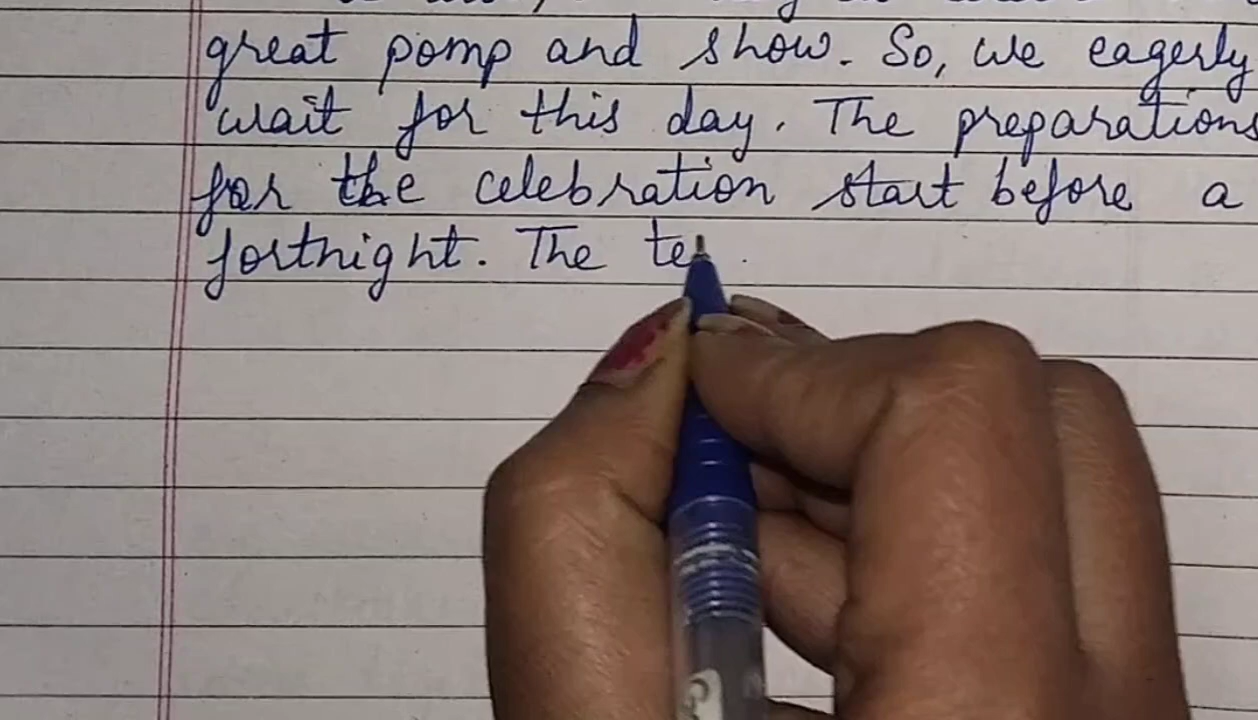 great pomp and show. So, we eagerly
wait for this day. The preparations
for the celebration start before a
fortnight. The te